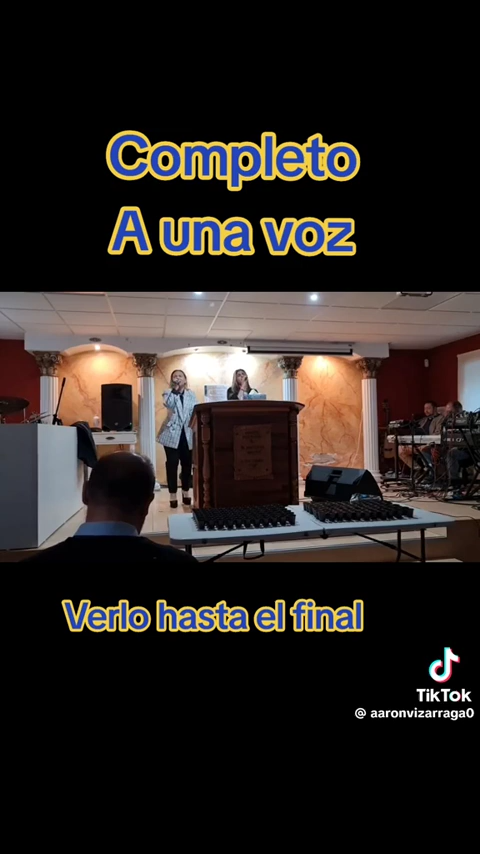 Completo
A una voz
Verlo hasta el final
TikTok
@ aaronvizarraga0